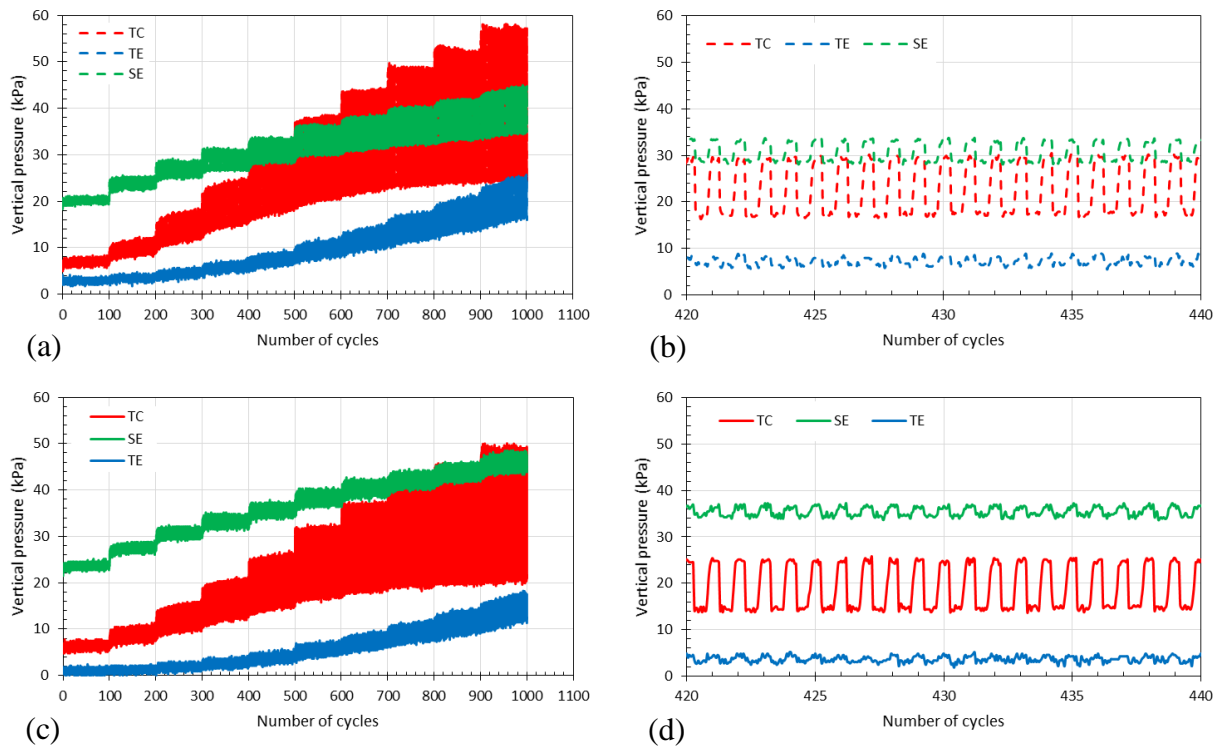 Vertical pressure (kPa)
60
50
40
30
20
10
0
TC
TE
SE
0 100 200 300 400 500 600 700 800 900 1000 1100
Number of cycles
(a)
Vertical pressure (kPa)
60
50
40
30
20
10
0
TC TE SE
420 425 430 435 440
Number of cycles
(b)
Vertical pressure (kPa)
60
50
40
30
20
10
0
TC
SE
TE
0 100 200 300 400 500 600 700 800 900 1000 1100
Number of cycles
(c)
Vertical pressure (kPa)
60
50
40
30
20
10
0
TC SE TE
420 425 430 435 440
Number of cycles
(d)